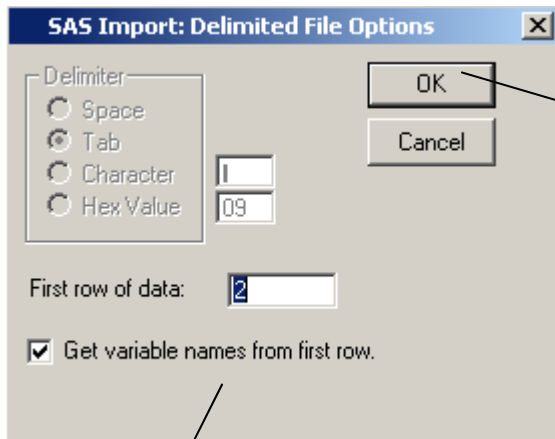 SAS Import: Delimited File Options
Delimiter
Space
Tab
Character
Hex Value 09
OK
Cancel
First row of data: 2
Get variable names from first row.